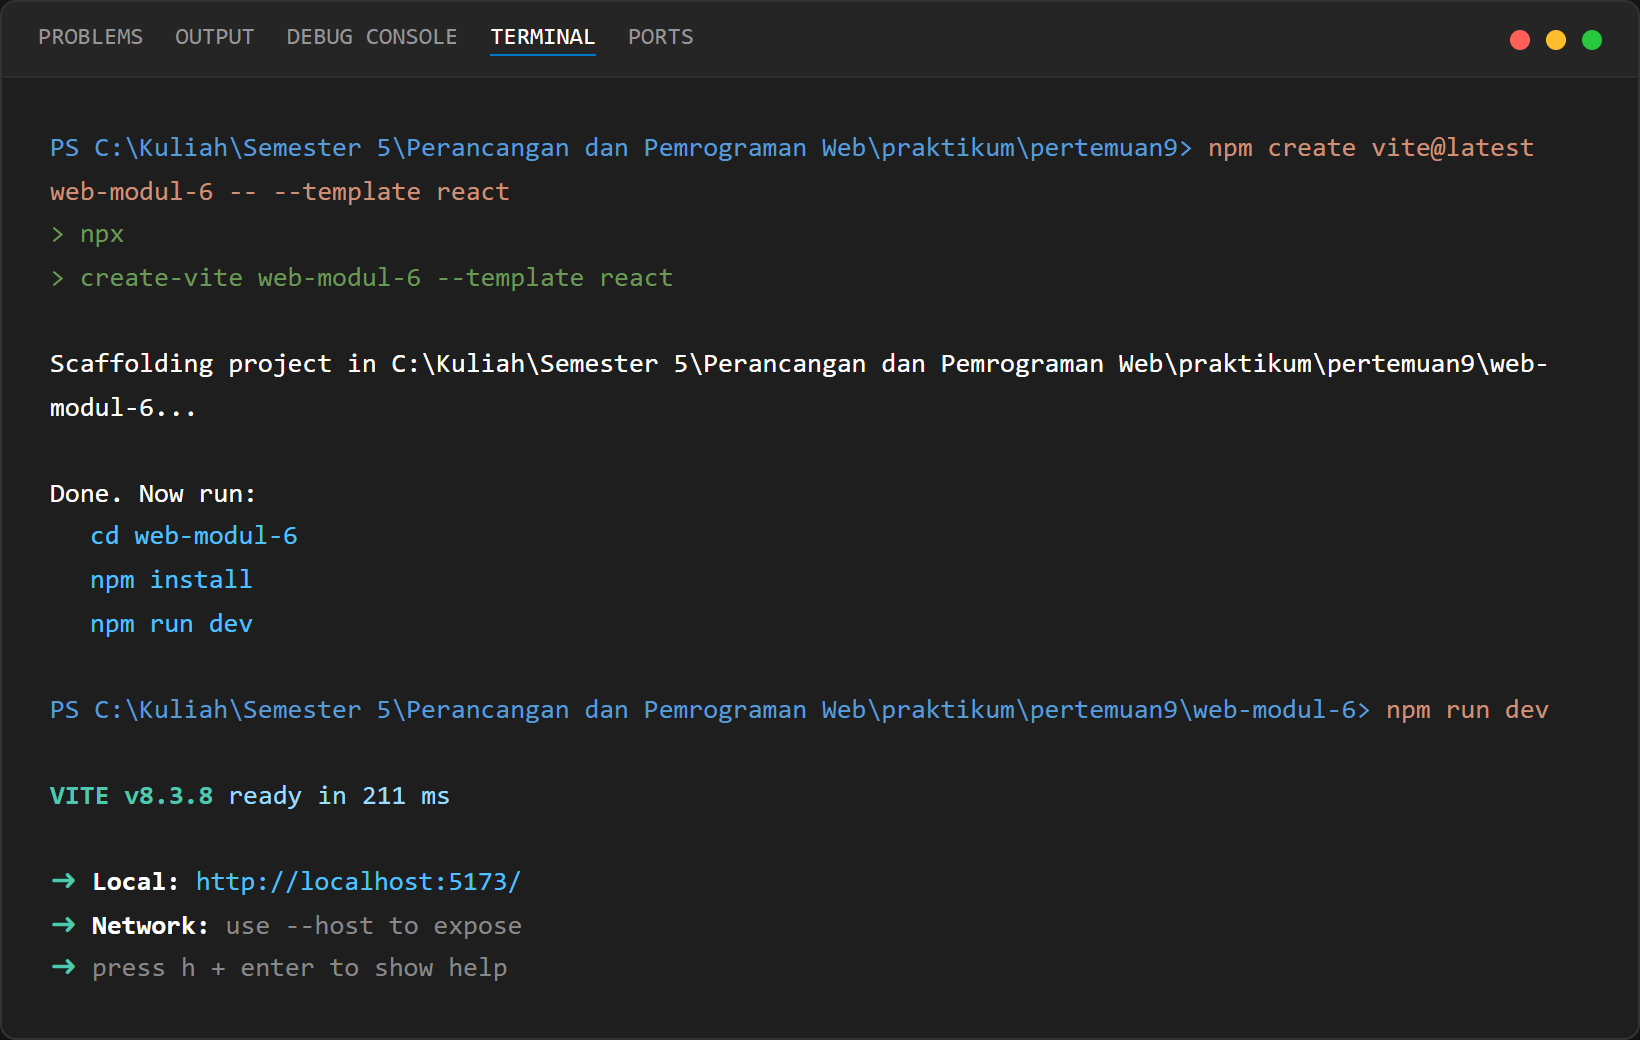 PROBLEMS OUTPUT DEBUG CONSOLE TERMINAL PORTS
PS C:\Kuliah\Semester 5\Perancangan dan Pemrograman Web\praktikum\pertemuan9> npm create vite@latest
web-modul-6 -- --template react
> npx
> create-vite web-modul-6 --template react
Scaffolding project in C:\Kuliah\Semester 5\Perancangan dan Pemrograman Web\praktikum\pertemuan9\web-
modul-6...
Done. Now run:
cd web-modul-6
npm install
npm run dev
PS C:\Kuliah\Semester 5\Perancangan dan Pemrograman Web\praktikum\pertemuan9\web-modul-6> npm run dev
VITE v8.3.8 ready in 211 ms
➜ Local: http://localhost:5173/
➜ Network: use --host to expose
➜ press h + enter to show help